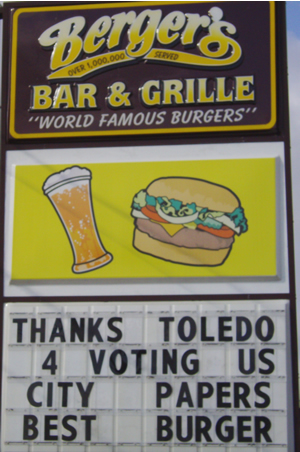 Berger's
OVER 1,000,000 SERVED
BAR & GRILLE
"WORLD FAMOUS BURGERS"
THANKS TOLEDO
4 VOTING US
CITY PAPERS
BEST BURGER